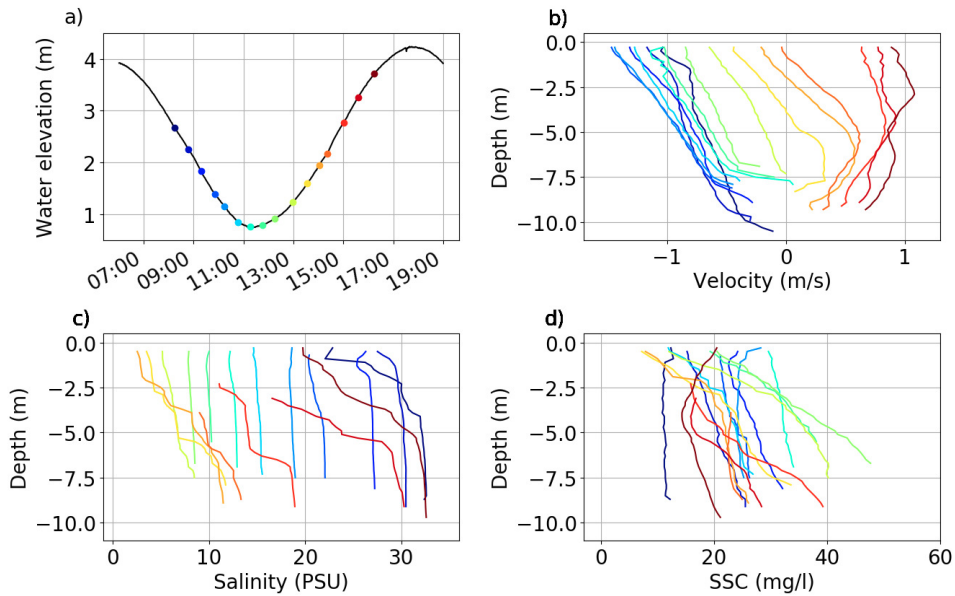 a)
Water elevation (m)
4
3
2
1
07:00 09:00 11:00 13:00 15:00 17:00 19:00
b)
Depth (m)
0.0
−2.5
−5.0
−7.5
−10.0
−1 0 1
Velocity (m/s)
c)
Depth (m)
0.0
−2.5
−5.0
−7.5
−10.0
0 10 20 30
Salinity (PSU)
d)
Depth (m)
0.0
−2.5
−5.0
−7.5
−10.0
0 20 40 60
SSC (mg/l)